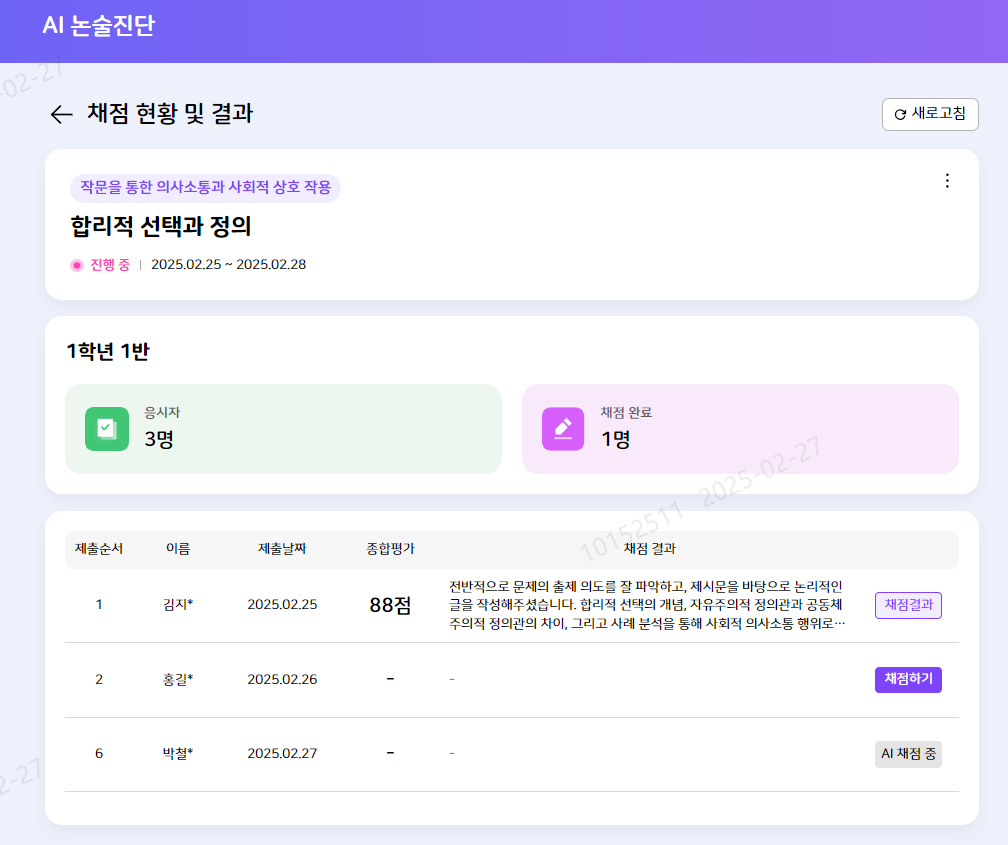 AI 논술진단
채점 현황 및 결과
새로고침
작문을 통한 의사소통과 사회적 상호 작용
합리적 선택과 정의
진행 중 | 2025.02.25 ~ 2025.02.28
1학년 1반
응시자
3명
채점 완료
1명
제출순서 이름 제출날짜 종합평가 채점 결과
1 김지* 2025.02.25 88점
전반적으로 문제의 출제 의도를 잘 파악하고, 제시문을 바탕으로 논리적인
글을 작성해주셨습니다. 합리적 선택의 개념, 자유주의적 정의관과 공동체
주의적 정의관의 차이, 그리고 사례 분석을 통해 사회적 의사소통 행위로…
채점결과
2 홍길* 2025.02.26 - - 채점하기
6 박철* 2025.02.27 - - AI 채점 중
10152511 2025-02-27
-02-27
2-27